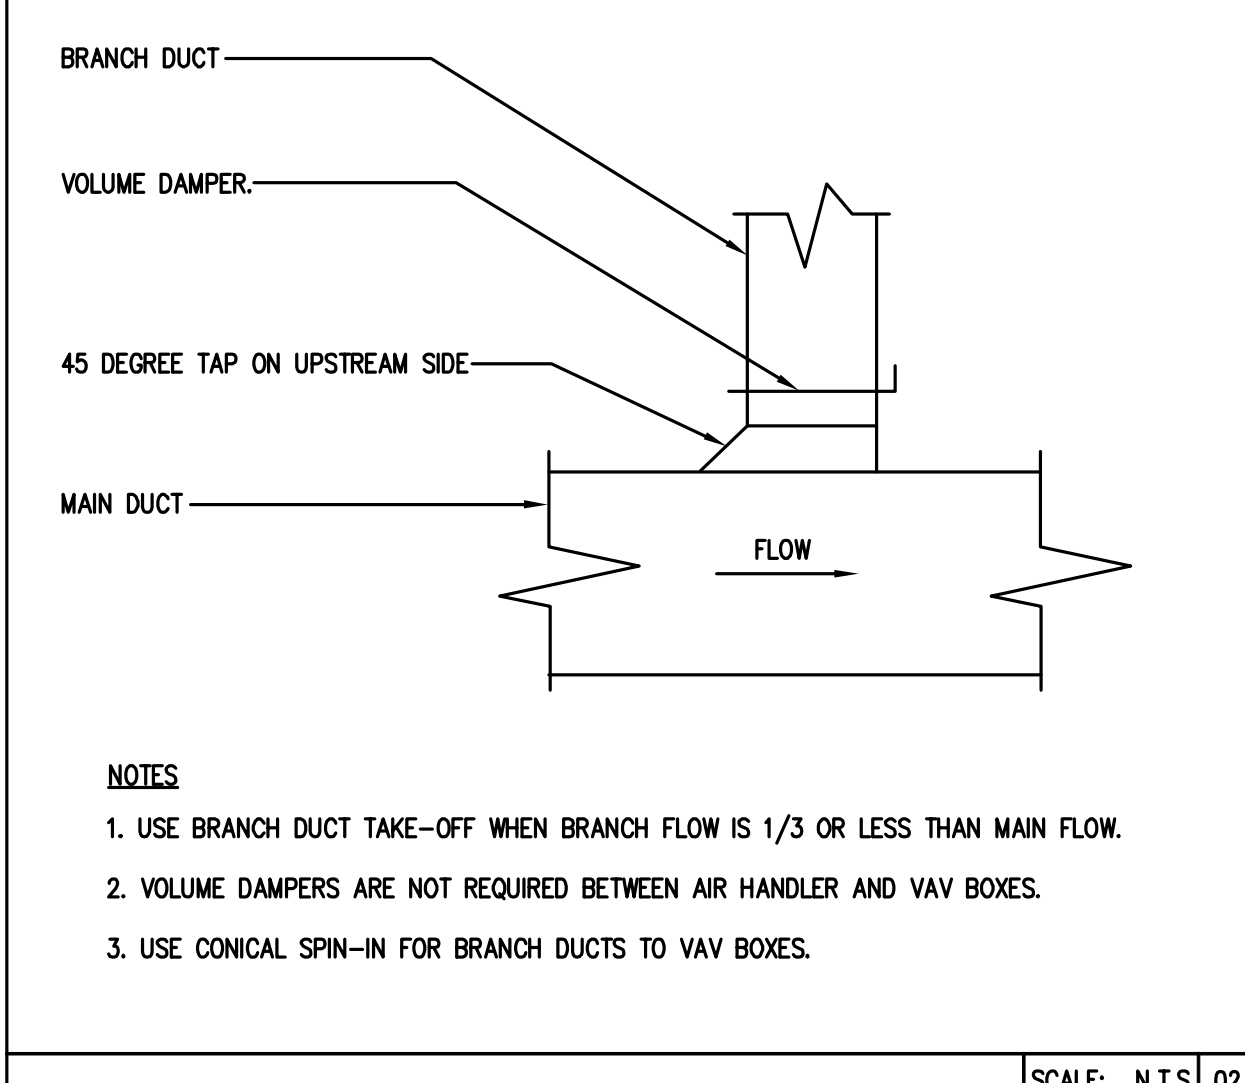 BRANCH DUCT
VOLUME DAMPER.
45 DEGREE TAP ON UPSTREAM SIDE
MAIN DUCT
FLOW
NOTES
1. USE BRANCH DUCT TAKE-OFF WHEN BRANCH FLOW IS 1/3 OR LESS THAN MAIN FLOW.
2. VOLUME DAMPERS ARE NOT REQUIRED BETWEEN AIR HANDLER AND VAV BOXES.
3. USE CONICAL SPIN-IN FOR BRANCH DUCTS TO VAV BOXES.
SCALE: N.T.S 02